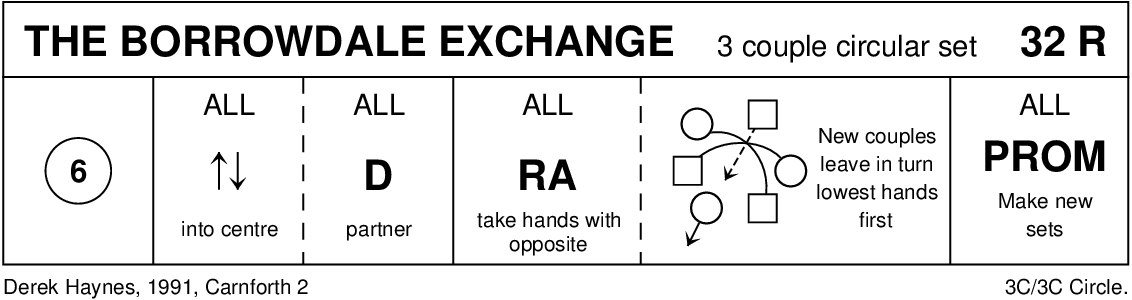 THE BORROWDALE EXCHANGE 3 couple circular set 32 R
6
ALL
into centre
ALL
D
partner
ALL
RA
take hands with
opposite
New couples
leave in turn
lowest hands
first
ALL
PROM
Make new
sets
Derek Haynes, 1991, Carnforth 2 3C/3C Circle.